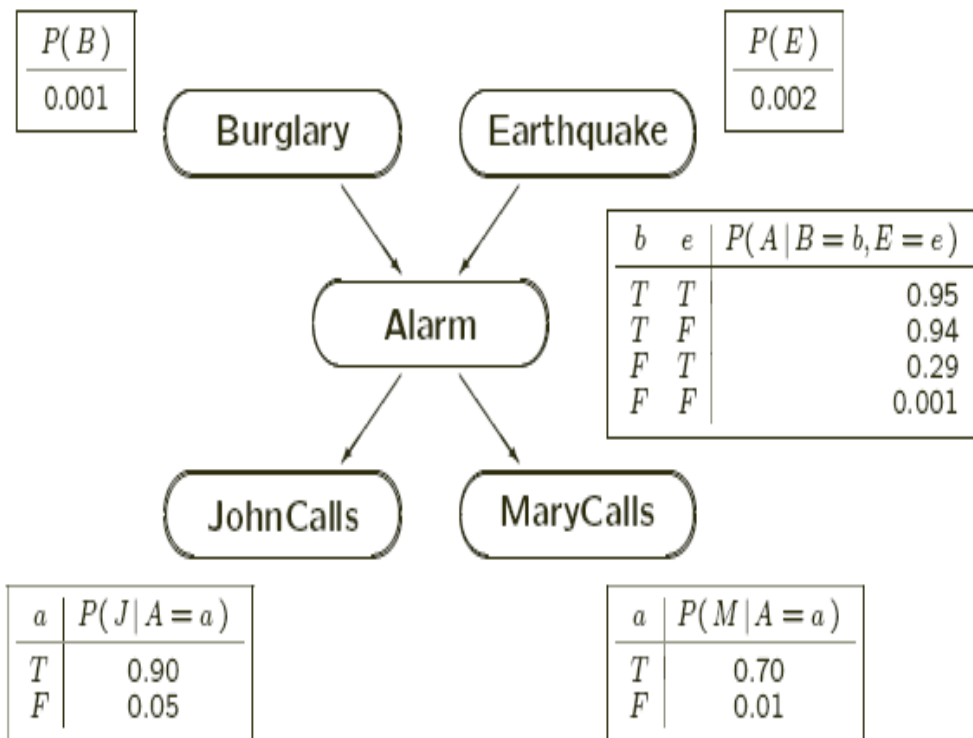 P(B)
0.001
P(E)
0.002
Burglary
Earthquake
b e P(A|B = b, E = e)
T T 0.95
T F 0.94
F T 0.29
F F 0.001
Alarm
JohnCalls
MaryCalls
a P(J|A = a)
T 0.90
F 0.05
a P(M|A = a)
T 0.70
F 0.01